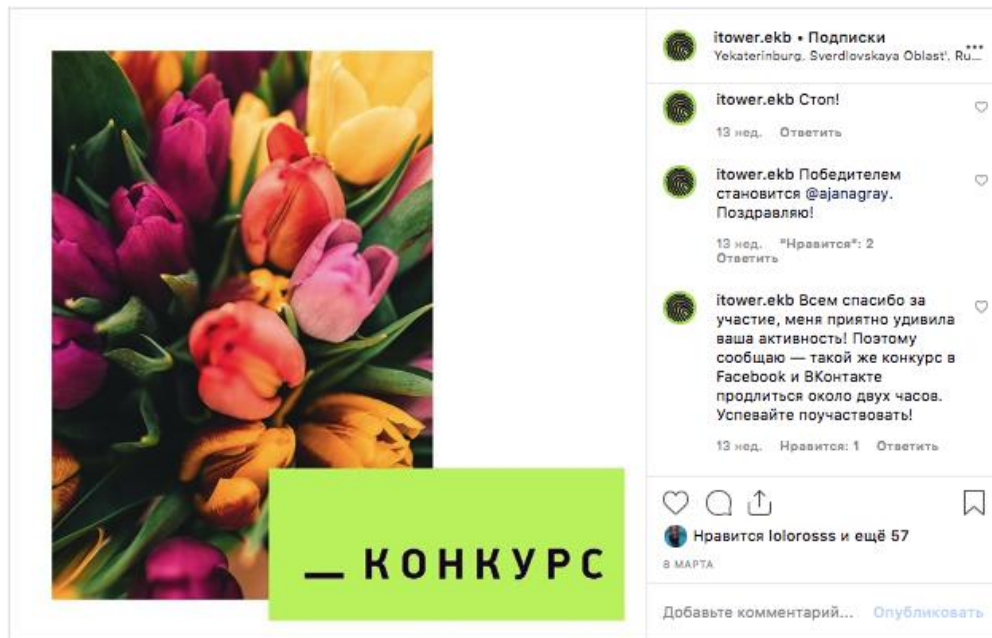 _ КОНКУРС
itower.ekb • Подписки
Yekaterinburg, Sverdlovskaya Oblast', Ru...
itower.ekb Стоп!
13 нед. Ответить
itower.ekb Победителем
становится @ajanagray.
Поздравляю!
13 нед. "Нравится": 2
Ответить
itower.ekb Всем спасибо за
участие, меня приятно удивила
ваша активность! Поэтому
сообщаю — такой же конкурс в
Facebook и ВКонтакте
продлиться около двух часов.
Успевайте поучаствовать!
13 нед. Нравится: 1 Ответить
Нравится lolorosss и ещё 57
8 МАРТА
Добавьте комментарий... Опубликовать